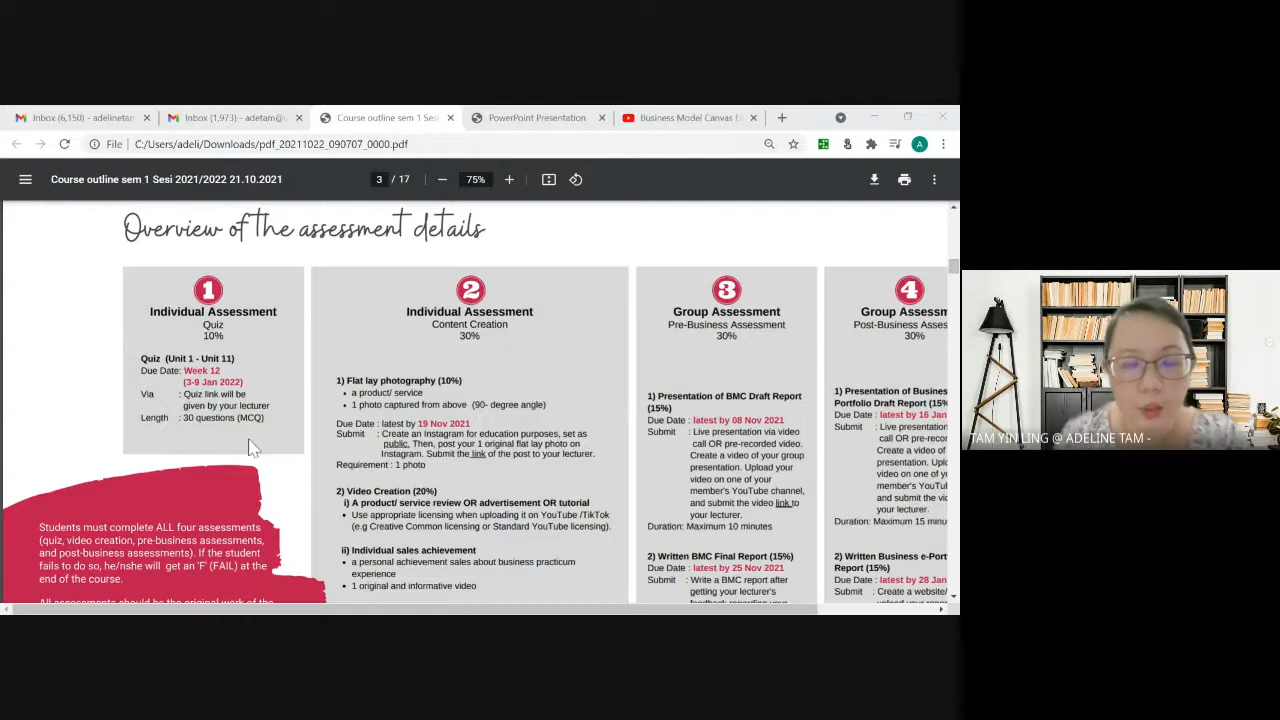 Inbox (6,150) - adelinetam
Inbox (1,973) - adetam@
Course outline sem 1 Sesi
PowerPoint Presentation
Business Model Canvas E
File
C:/Users/adeli/Downloads/pdf_20211022_090707_0000.pdf
A
Course outline sem 1 Sesi 2021/2022 21.10.2021
3 / 17
75%
Overview of the assessment details
1
Individual Assessment
Quiz
10%
Quiz (Unit 1 - Unit 11)
Due Date: Week 12
(3-9 Jan 2022)
Via : Quiz link will be
given by your lecturer
Length : 30 questions (MCQ)
Students must complete ALL four assessments
(quiz, video creation, pre-business assessments,
and post-business assessments). If the student
fails to do so, he/nshe will get an 'F' (FAIL) at the
end of the course.
All assessments should be the original work of the
2
Individual Assessment
Content Creation
30%
1) Flat lay photography (10%)
• a product/ service
• 1 photo captured from above (90- degree angle)
Due Date : latest by 19 Nov 2021
Submit : Create an Instagram for education purposes, set as
public. Then, post your 1 original flat lay photo on
Instagram. Submit the link of the post to your lecturer.
Requirement : 1 photo
2) Video Creation (20%)
i) A product/ service review OR advertisement OR tutorial
• Use appropriate licensing when uploading it on YouTube /TikTok
(e.g Creative Common licensing or Standard YouTube licensing).
ii) Individual sales achievement
• a personal achievement sales about business practicum
experience
• 1 original and informative video
3
Group Assessment
Pre-Business Assessment
30%
1) Presentation of BMC Draft Report
(15%)
Due Date : latest by 08 Nov 2021
Submit : Live presentation via video
call OR pre-recorded video.
Create a video of your group
presentation. Upload your
video on one of your
member's YouTube channel,
and submit the video link to
your lecturer.
Duration: Maximum 10 minutes
2) Written BMC Final Report (15%)
Due Date : latest by 25 Nov 2021
Submit : Write a BMC report after
getting your lecturer's
feedback regarding your
4
Group Assess
Post-Business Asses
30%
1) Presentation of Busines
Portfolio Draft Report (15%
Due Date : latest by 16 Jan
Submit : Live presentation
call OR pre-recor
Create a video of
presentation. Uplo
video on one of yo
member's YouTu
and submit the vid
your lecturer.
Duration: Maximum 15 minu
2) Written Business e-Port
Report (15%)
Due Date : latest by 28 Jan
Submit : Create a website/
TAM YIN LING @ ADELINE TAM -